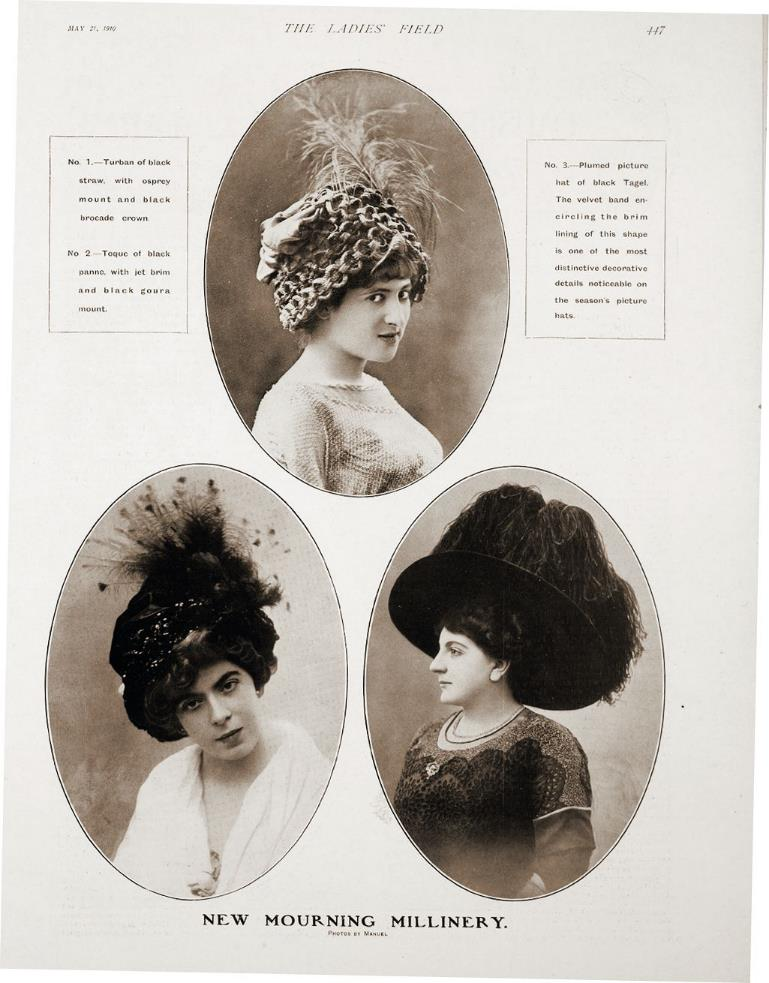 MAY 21, 1910
THE LADIES' FIELD
447
No. 1.—Turban of black
straw, with osprey
mount and black
brocade crown.
No 2.—Toque of black
panne, with jet brim
and black goura
mount.
No. 3.—Plumed picture
hat of black Tagel.
The velvet band en-
circling the brim
lining of this shape
is one of the most
distinctive decorative
details noticeable on
the season's picture
hats.
NEW MOURNING MILLINERY.
PHOTOS BY MANUEL